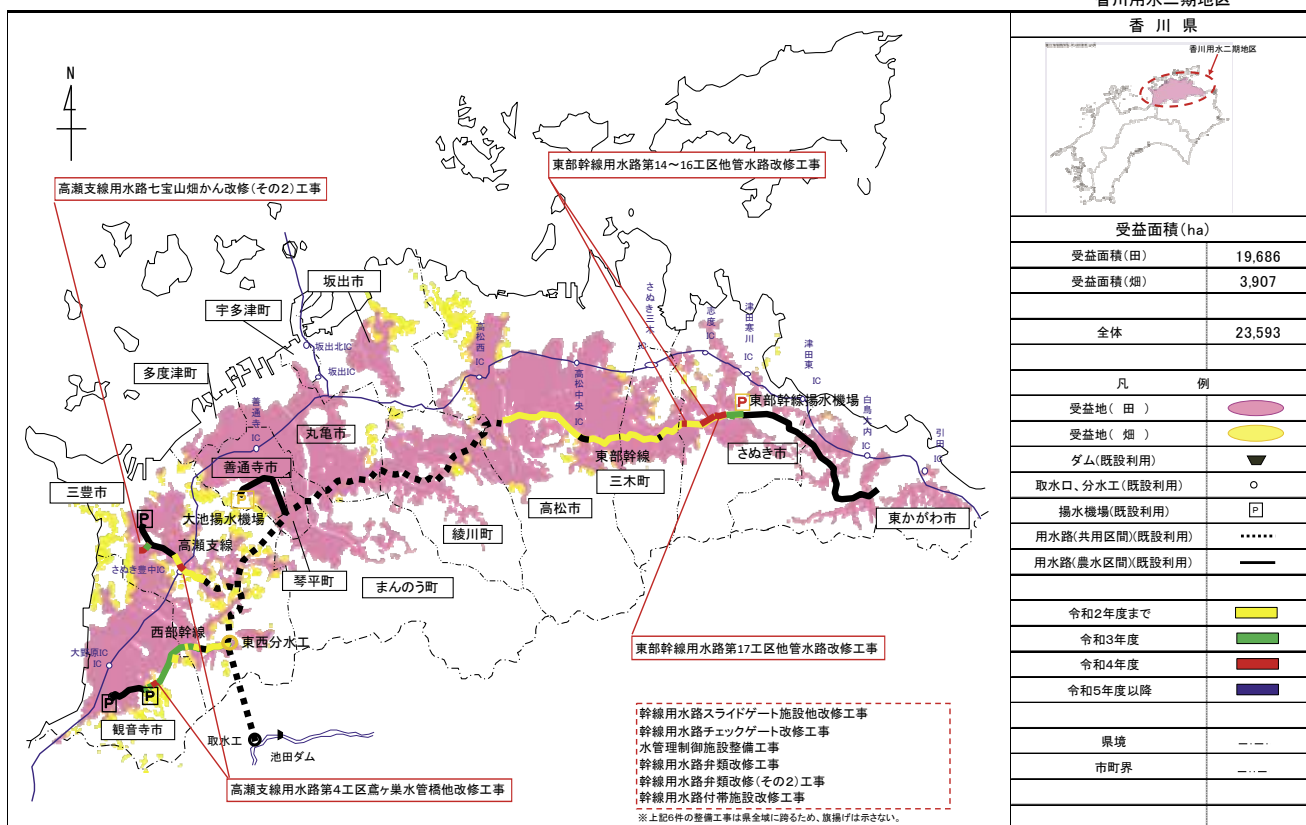 香川用水二期地区
香 川 県
香川用水二期地区
N
東部幹線用水路第14～16工区他管水路改修工事
高瀬支線用水路七宝山畑かん改修(その2)工事
受益面積(ha)
受益面積(田) 19,686
受益面積(畑) 3,907
全体 23,593
凡 例
受益地( 田 )
受益地( 畑 )
ダム(既設利用)
取水口、分水工(既設利用)
揚水機場(既設利用) P
用水路(共用区間)(既設利用)
用水路(農水区間)(既設利用)
令和2年度まで
令和3年度
令和4年度
令和5年度以降
県境
市町界
坂出市
宇多津町
さぬき三木IC
志度IC
津田寒川IC
津田東IC
高松西IC
坂出北IC
坂出IC
多度津町
善通寺IC
高松中央IC
白鳥大内IC
引田IC
P 東部幹線揚水機場
丸亀市
善通寺市
東部幹線
さぬき市
三木町
三豊市
P
大池揚水機場
P
高松市
東かがわ市
綾川町
高瀬支線
さぬき豊中IC
琴平町
まんのう町
西部幹線
東西分水工
大野原IC
IC
東部幹線用水路第17工区他管水路改修工事
P
P
観音寺市
取水工
池田ダム
高瀬支線用水路第4工区鳶ヶ巣水管橋他改修工事
幹線用水路スライドゲート施設他改修工事
幹線用水路チェックゲート改修工事
水管理制御施設整備工事
幹線用水路弁類改修工事
幹線用水路弁類改修(その2)工事
幹線用水路付帯施設改修工事
※上記6件の整備工事は県全域に跨るため、旗揚げは示さない。